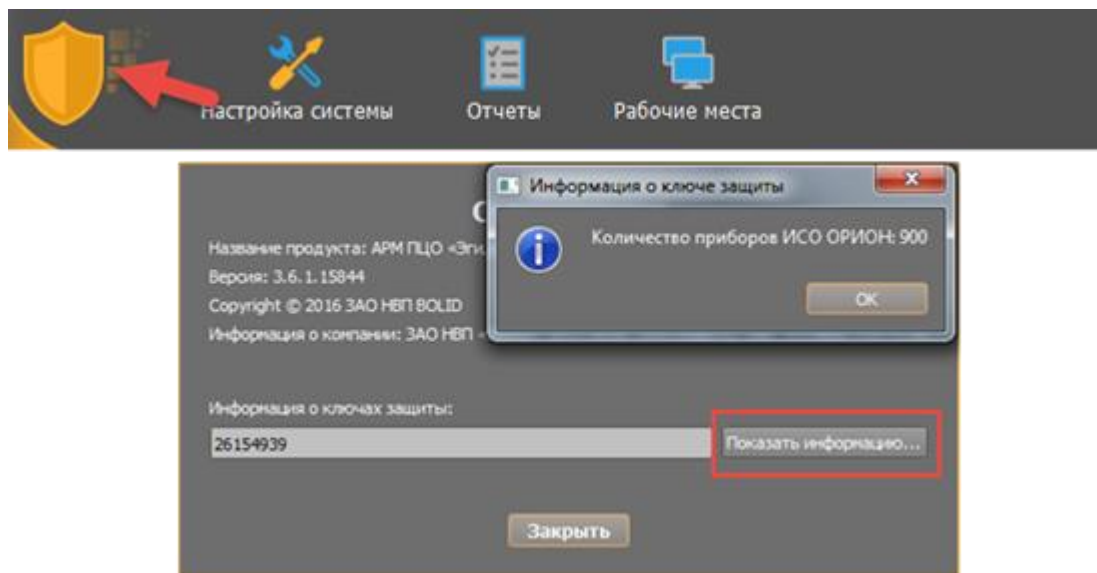 Настройка системы
Отчеты
Рабочие места
Информация о ключе защиты
Количество приборов ИСО ОРИОН: 900
OK
Название продукта: АРМ ПЦО
Версия: 3.6.1.15844
Copyright © 2016 ЗАО НВП BOLID
Информация о компании: ЗАО НВП
Информация о ключах защиты:
26154939
Показать информацию...
Закрыть